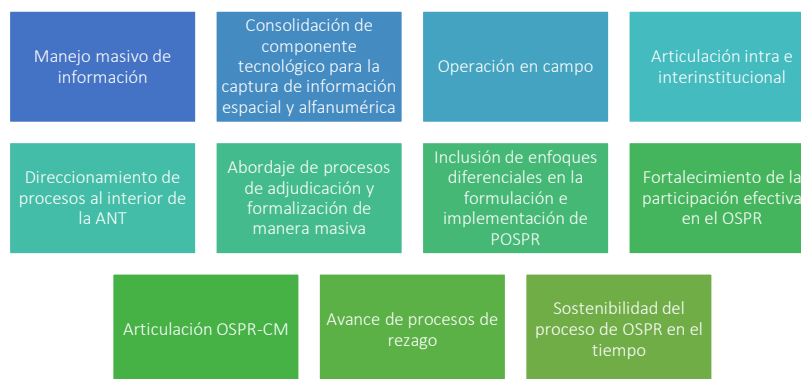 Manejo masivo de
información
Consolidación de
componente
tecnológico para la
captura de información
espacial y alfanumérica
Operación en campo
Articulación intra e
interinstitucional
Direccionamiento de
procesos al interior de
la ANT
Abordaje de procesos
de adjudicación y
formalización de
manera masiva
Inclusión de enfoques
diferenciales en la
formulación e
implementación de
POSPR
Fortalecimiento de la
participación efectiva
en el OSPR
Articulación OSPR-CM
Avance de procesos de
rezago
Sostenibilidad del
proceso de OSPR en el
tiempo